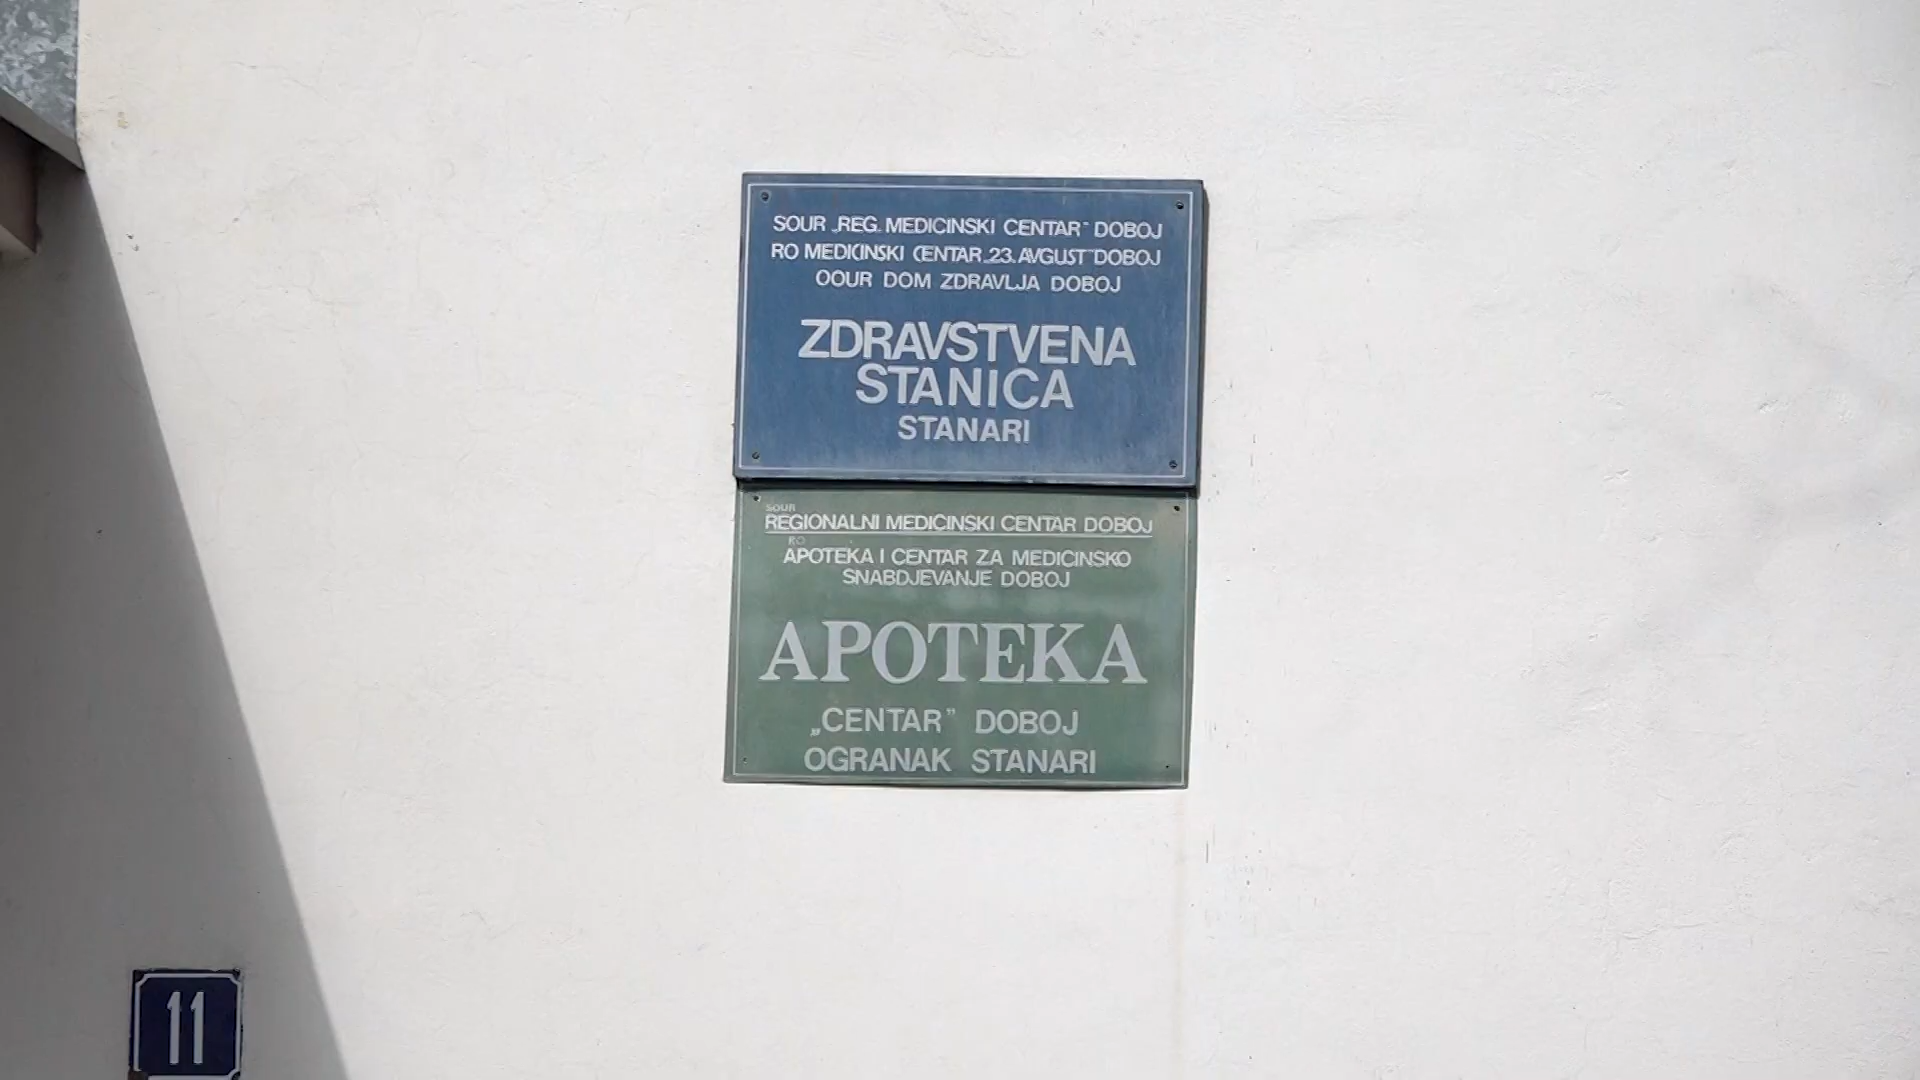 SOUR „REG. MEDICINSKI CENTAR” DOBOJ
RO MEDICINSKI CENTAR „23. AVGUST” DOBOJ
OOUR DOM ZDRAVLJA DOBOJ
ZDRAVSTVENA
STANICA
STANARI
SOUR
REGIONALNI MEDICINSKI CENTAR DOBOJ
RO
APOTEKA I CENTAR ZA MEDICINSKO
SNABDJEVANJE DOBOJ
APOTEKA
„CENTAR” DOBOJ
OGRANAK STANARI
11